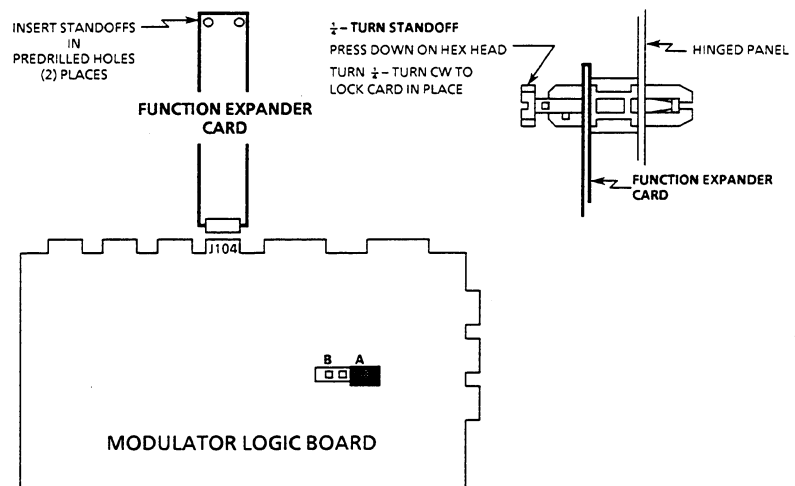 INSERT STANDOFFS
IN
PREDRILLED HOLES
(2) PLACES
FUNCTION EXPANDER
CARD
¼ – TURN STANDOFF
PRESS DOWN ON HEX HEAD
TURN ¼ – TURN CW TO
LOCK CARD IN PLACE
HINGED PANEL
FUNCTION EXPANDER
CARD
J104
B A
MODULATOR LOGIC BOARD